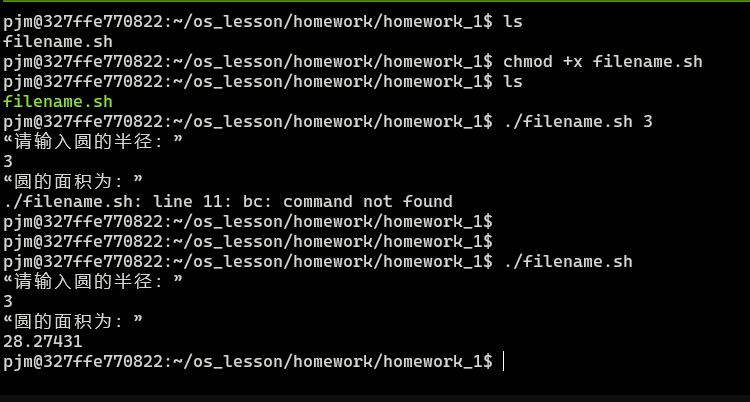 pjm@327ffe770822:~/os_lesson/homework/homework_1$ ls
filename.sh
pjm@327ffe770822:~/os_lesson/homework/homework_1$ chmod +x filename.sh
pjm@327ffe770822:~/os_lesson/homework/homework_1$ ls
filename.sh
pjm@327ffe770822:~/os_lesson/homework/homework_1$ ./filename.sh 3
“请输入圆的半径：”
3
“圆的面积为：”
./filename.sh: line 11: bc: command not found
pjm@327ffe770822:~/os_lesson/homework/homework_1$
pjm@327ffe770822:~/os_lesson/homework/homework_1$
pjm@327ffe770822:~/os_lesson/homework/homework_1$ ./filename.sh
“请输入圆的半径：”
3
“圆的面积为：”
28.27431
pjm@327ffe770822:~/os_lesson/homework/homework_1$